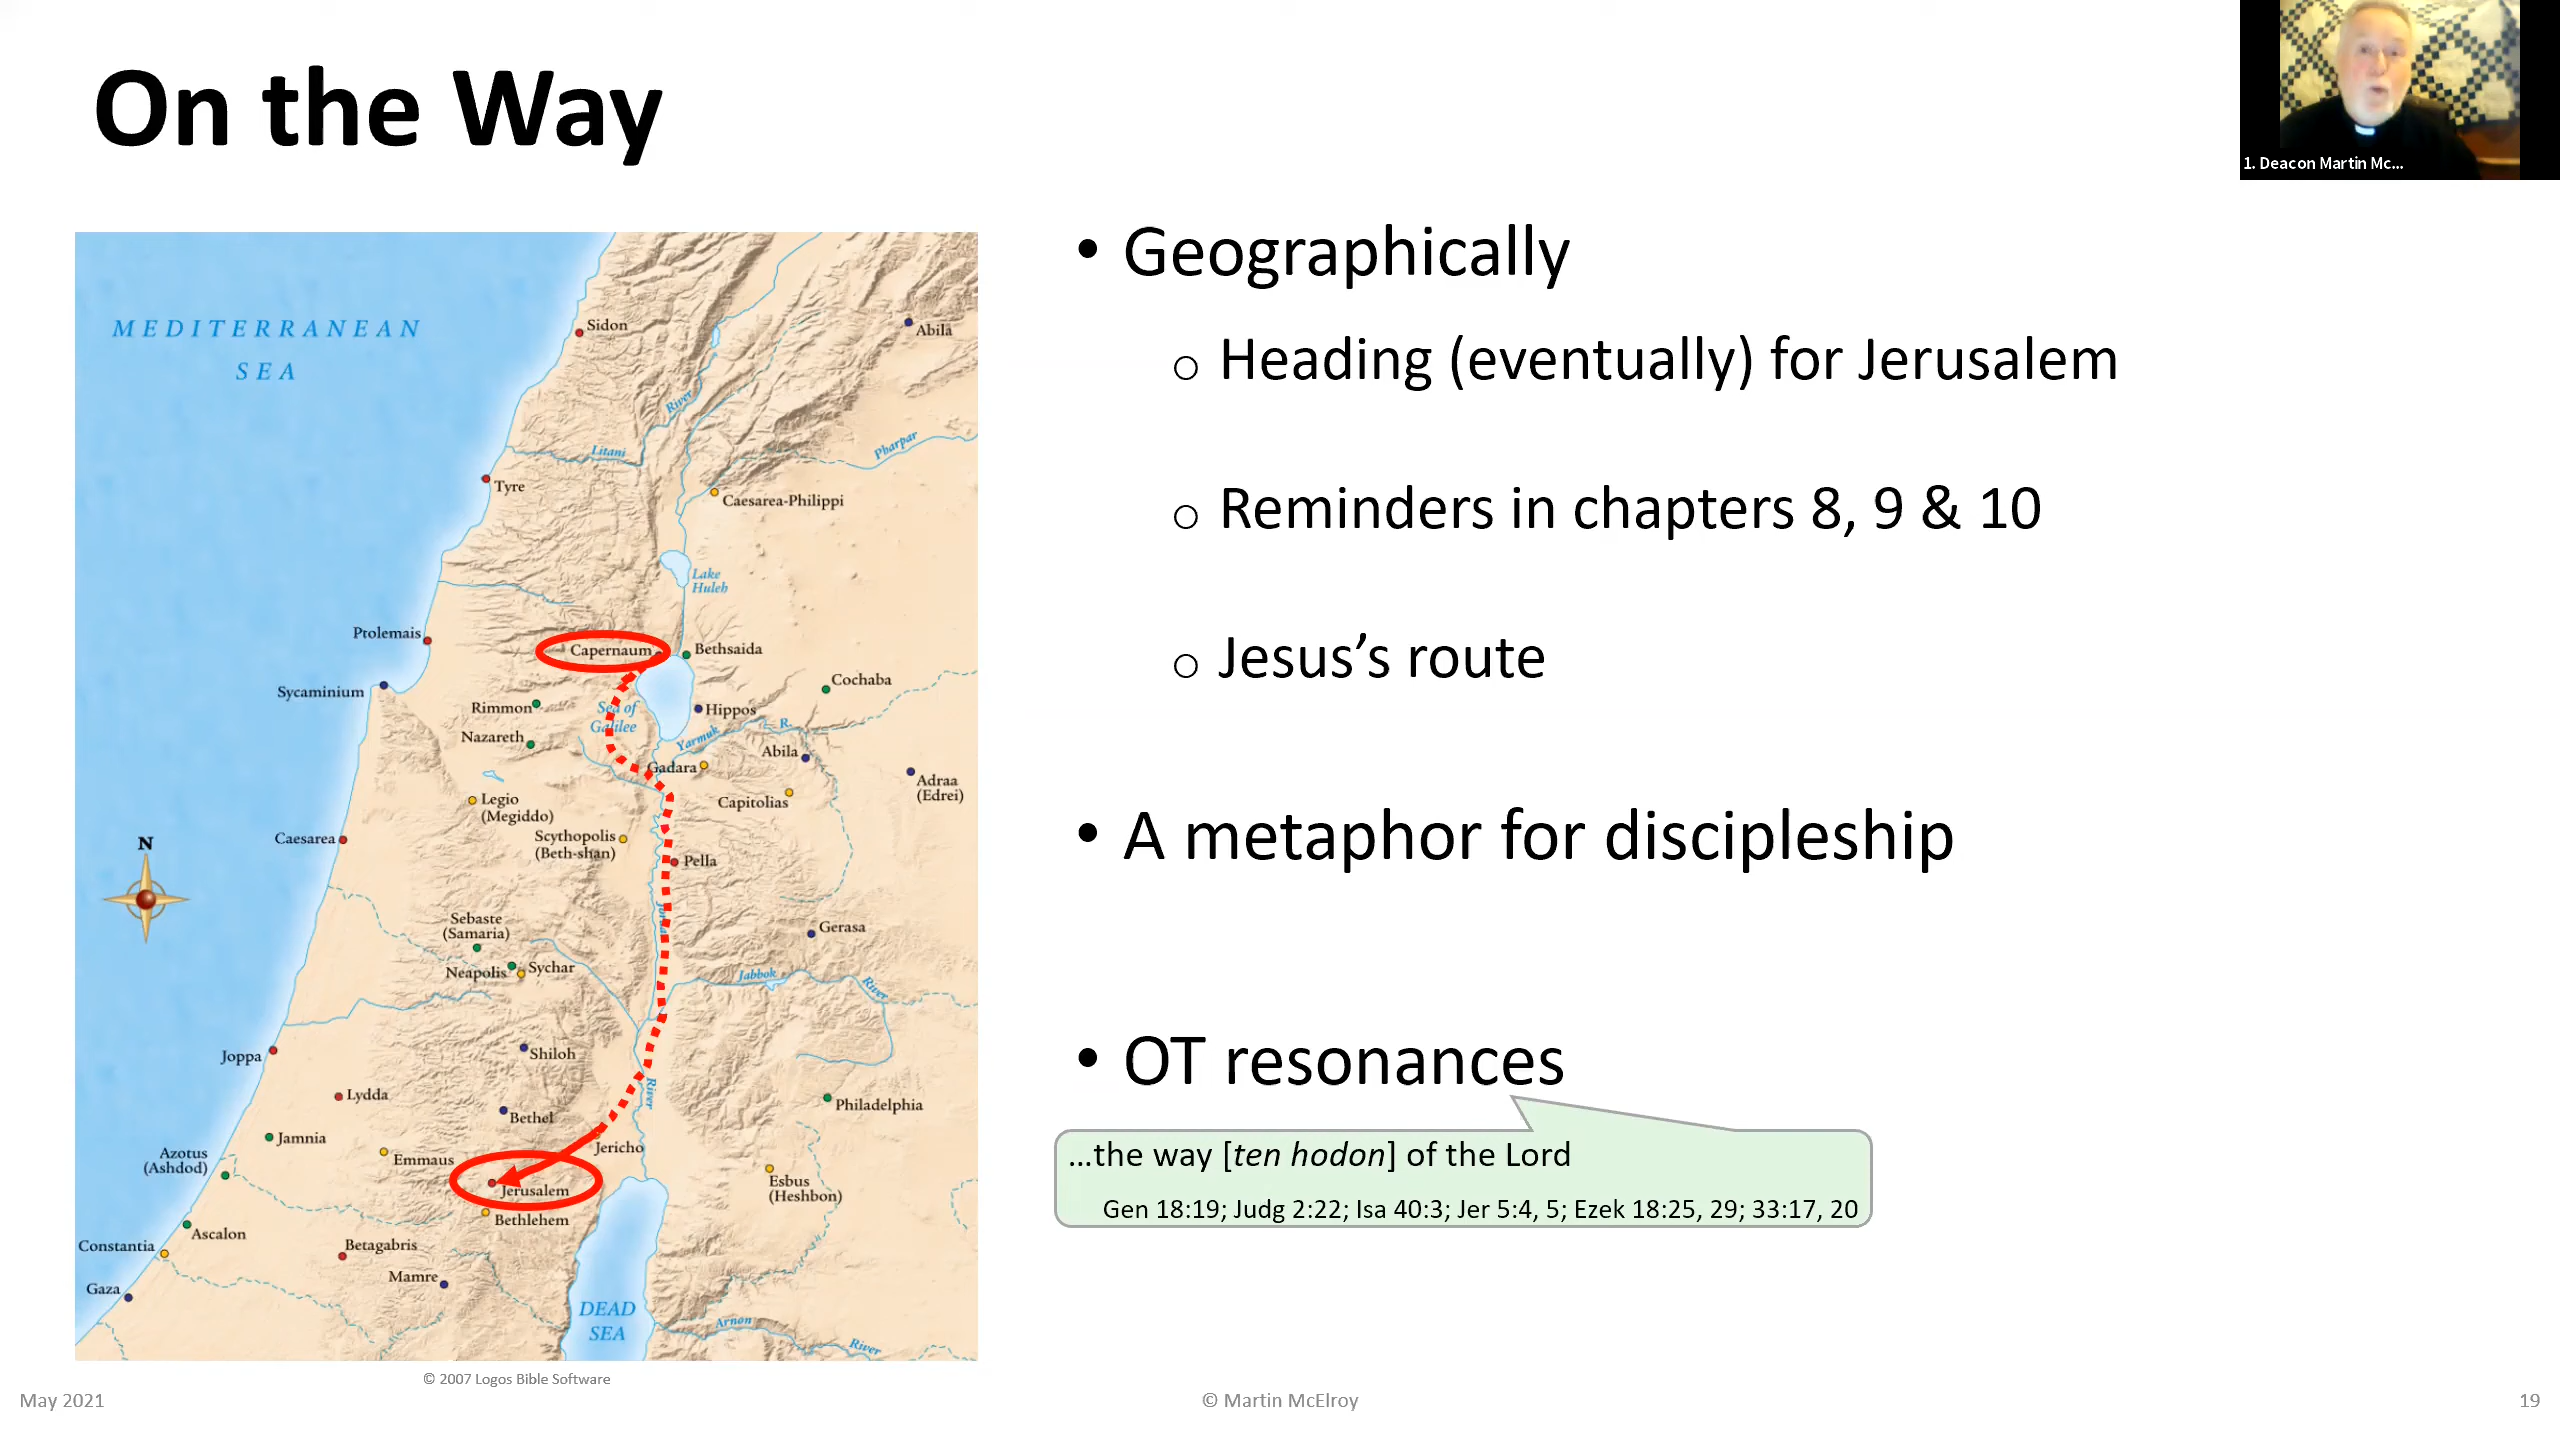 On the Way
1. Deacon Martin Mc...
• Geographically
o Heading (eventually) for Jerusalem
o Reminders in chapters 8, 9 & 10
o Jesus’s route
• A metaphor for discipleship
• OT resonances
...the way [ten hodon] of the Lord
Gen 18:19; Judg 2:22; Isa 40:3; Jer 5:4, 5; Ezek 18:25, 29; 33:17, 20
MEDITERRANEAN
SEA
Sidon
Abila
River
Litani
Pharpar
Tyre
Caesarea-Philippi
Lake
Huleh
Ptolemais
Capernaum
Bethsaida
Sycaminium
Cochaba
Rimmon
Sea of
Galilee
Hippos
Nazareth
Yarmuk R.
Abila
Gadara
Adraa
(Edrei)
Legio
(Megiddo)
Capitolias
Caesarea
Scythopolis
(Beth-shan)
Pella
N
Sebaste
(Samaria)
Gerasa
Neapolis
Sychar
Jabbok
River
Joppa
Shiloh
Lydda
River
Philadelphia
Bethel
Jamnia
Jericho
Azotus
(Ashdod)
Emmaus
Jerusalem
Esbus
(Heshbon)
Bethlehem
Ascalon
Constantia
Betagabris
Mamre
Gaza
DEAD
SEA
Arnon
River
© 2007 Logos Bible Software
May 2021
© Martin McElroy
19